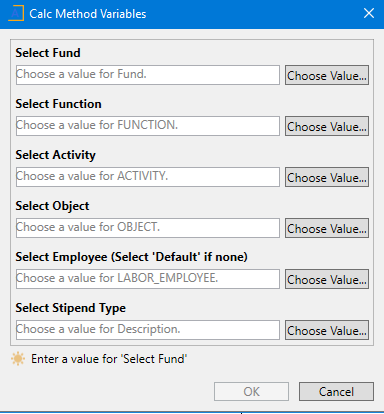 Calc Method Variables
Select Fund
Choose a value for Fund. Choose Value...
Select Function
Choose a value for FUNCTION. Choose Value...
Select Activity
Choose a value for ACTIVITY. Choose Value...
Select Object
Choose a value for OBJECT. Choose Value...
Select Employee (Select 'Default' if none)
Choose a value for LABOR_EMPLOYEE. Choose Value...
Select Stipend Type
Choose a value for Description. Choose Value...
Enter a value for 'Select Fund'
OK Cancel